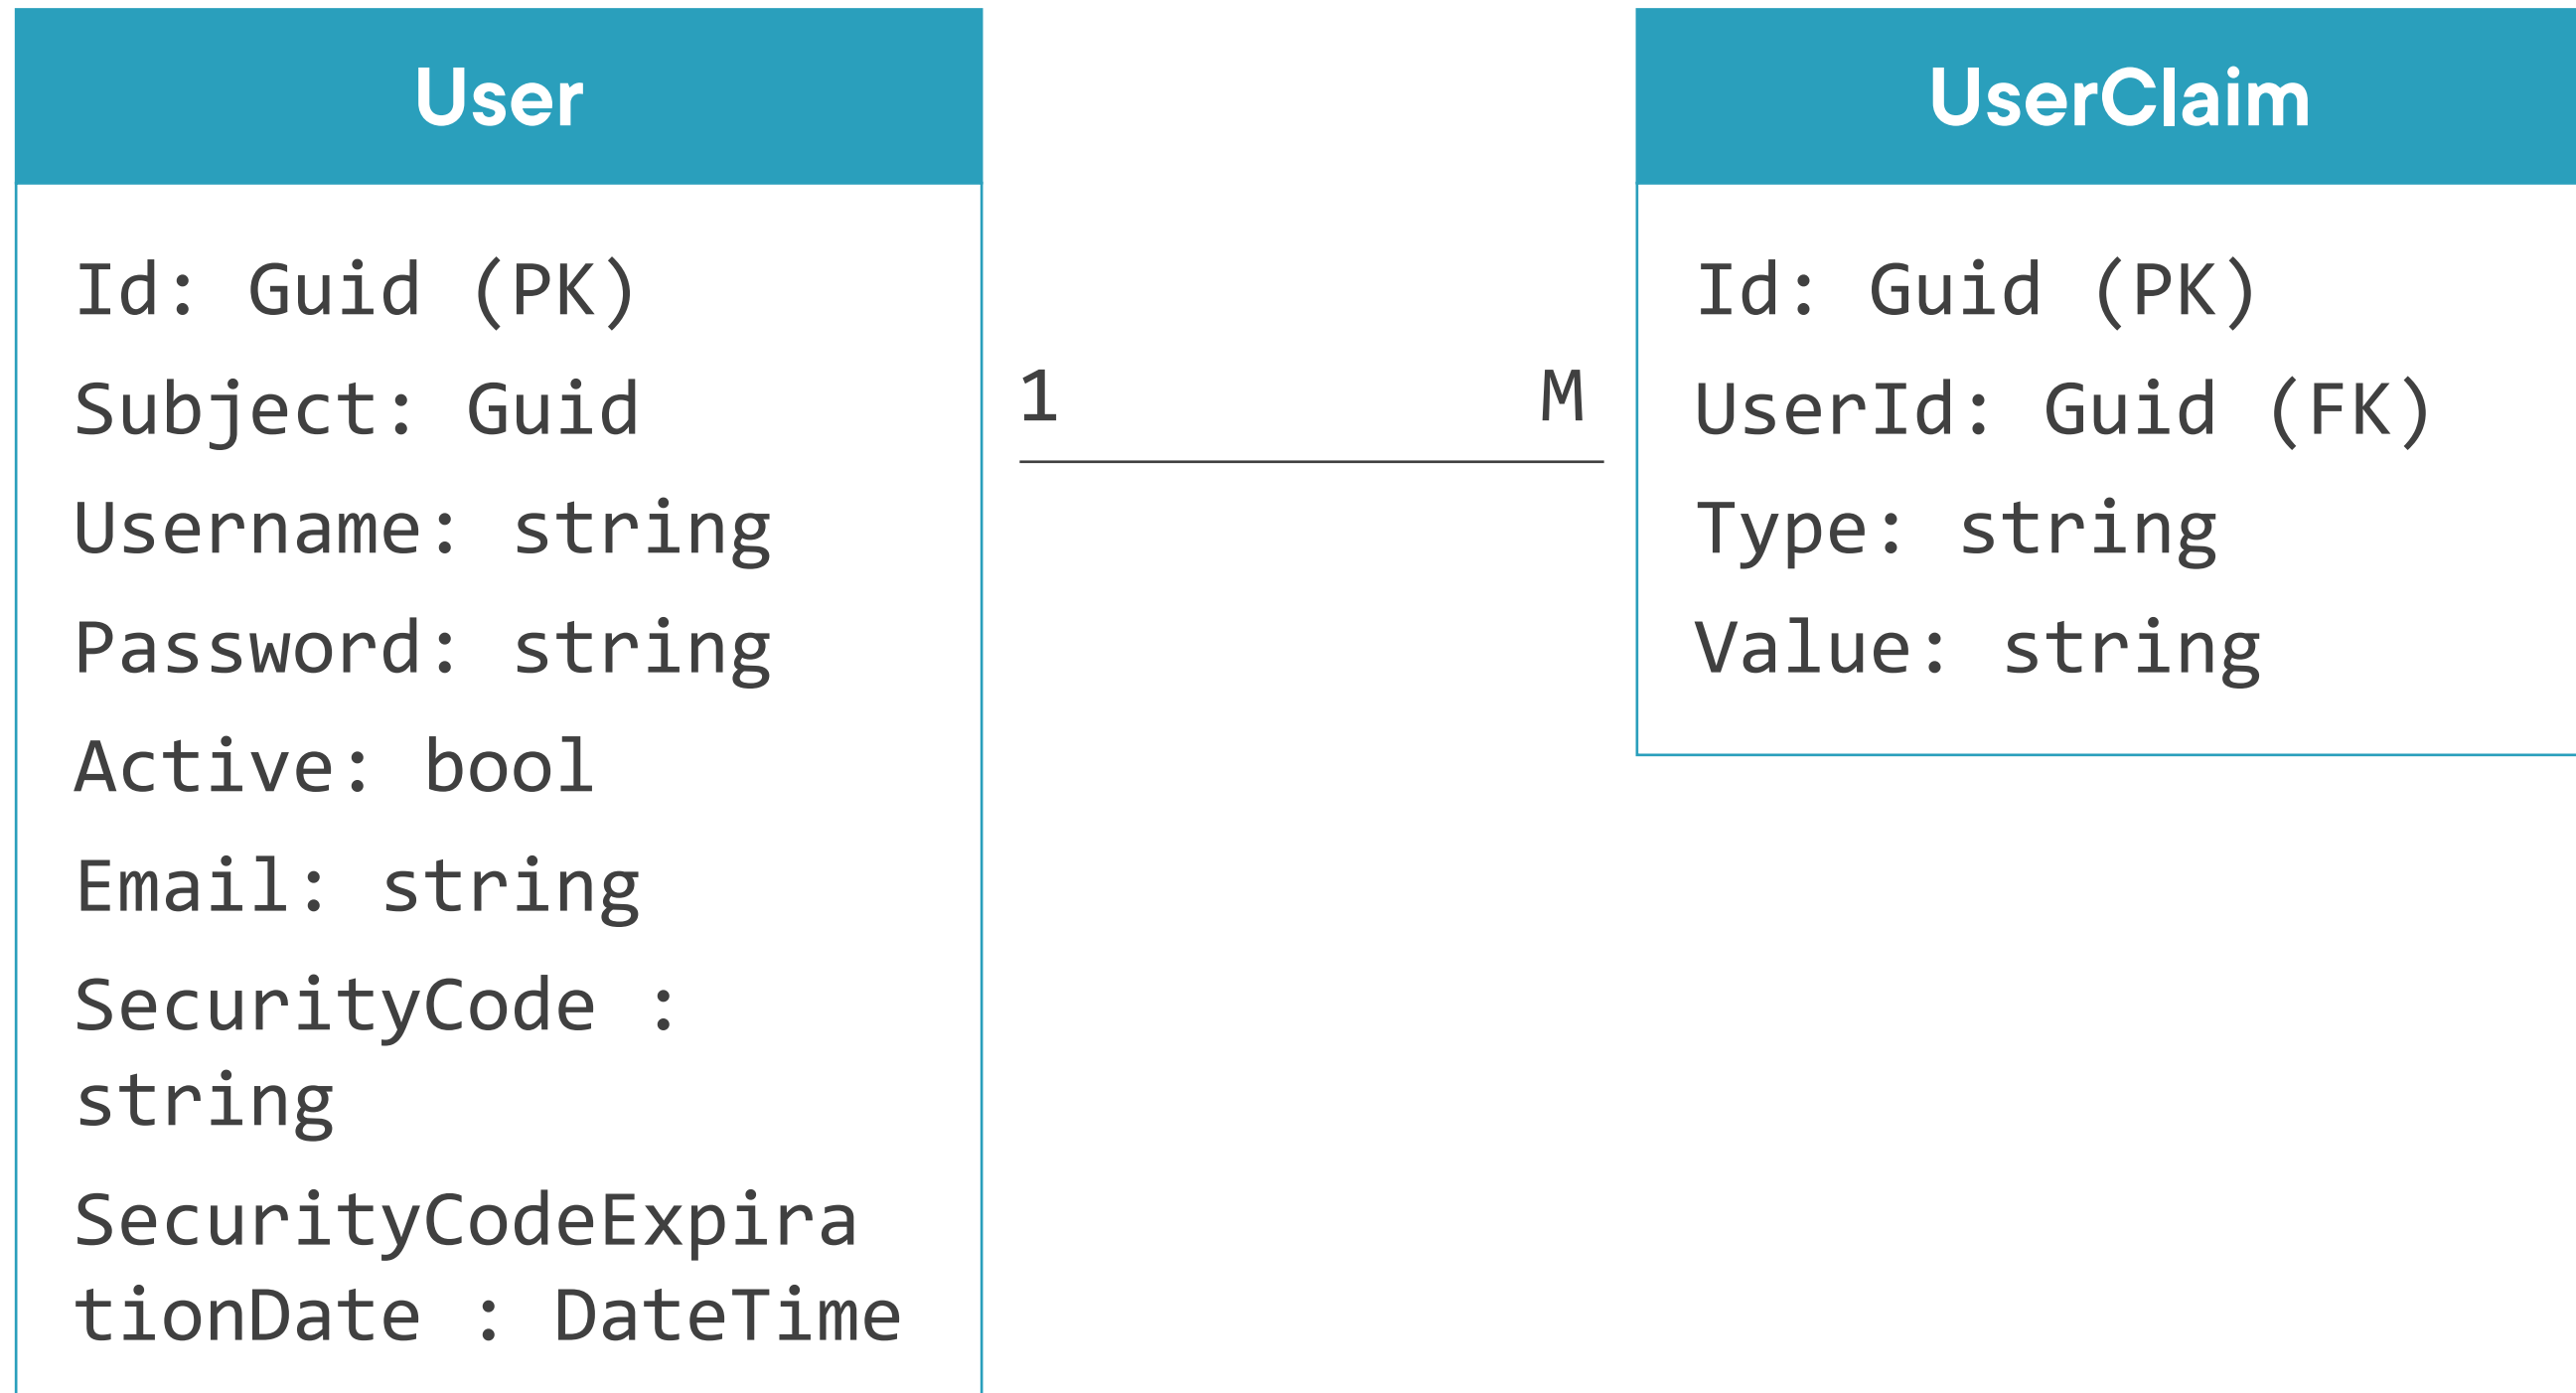 User
Id: Guid (PK)
Subject: Guid
Username: string
Password: string
Active: bool
Email: string
SecurityCode :
string
SecurityCodeExpira
tionDate : DateTime
1 M
UserClaim
Id: Guid (PK)
UserId: Guid (FK)
Type: string
Value: string